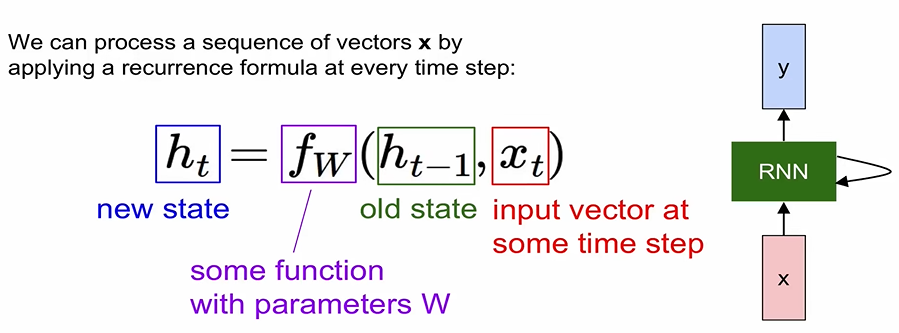 We can process a sequence of vectors x by
applying a recurrence formula at every time step:
h_t = f_W(h_{t-1}, x_t)
new state
old state
input vector at
some time step
some function
with parameters W
y
RNN
x